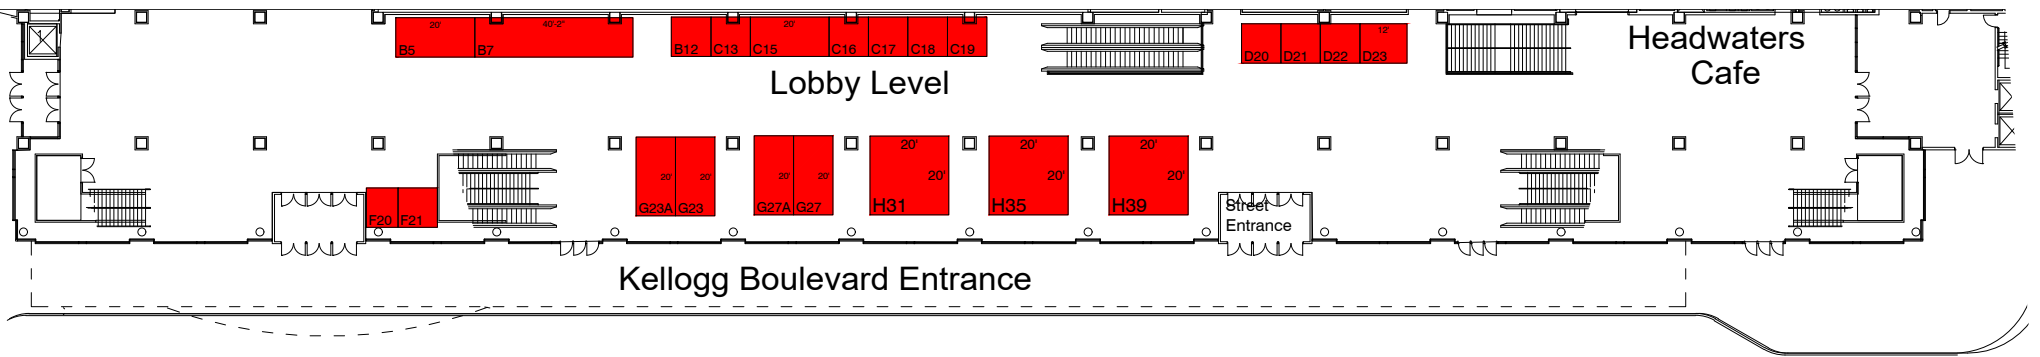 20' 40'-2" 20' 12'
B5 B7 B12 C13 C15 C16 C17 C18 C19 D20 D21 D22 D23
Headwaters
Cafe
Lobby Level
20' 20' 20'
20' 20' 20' 20' 20' 20' 20'
F20 F21 G23A G23 G27A G27 H31 H35 H39
Street
Entrance
Kellogg Boulevard Entrance